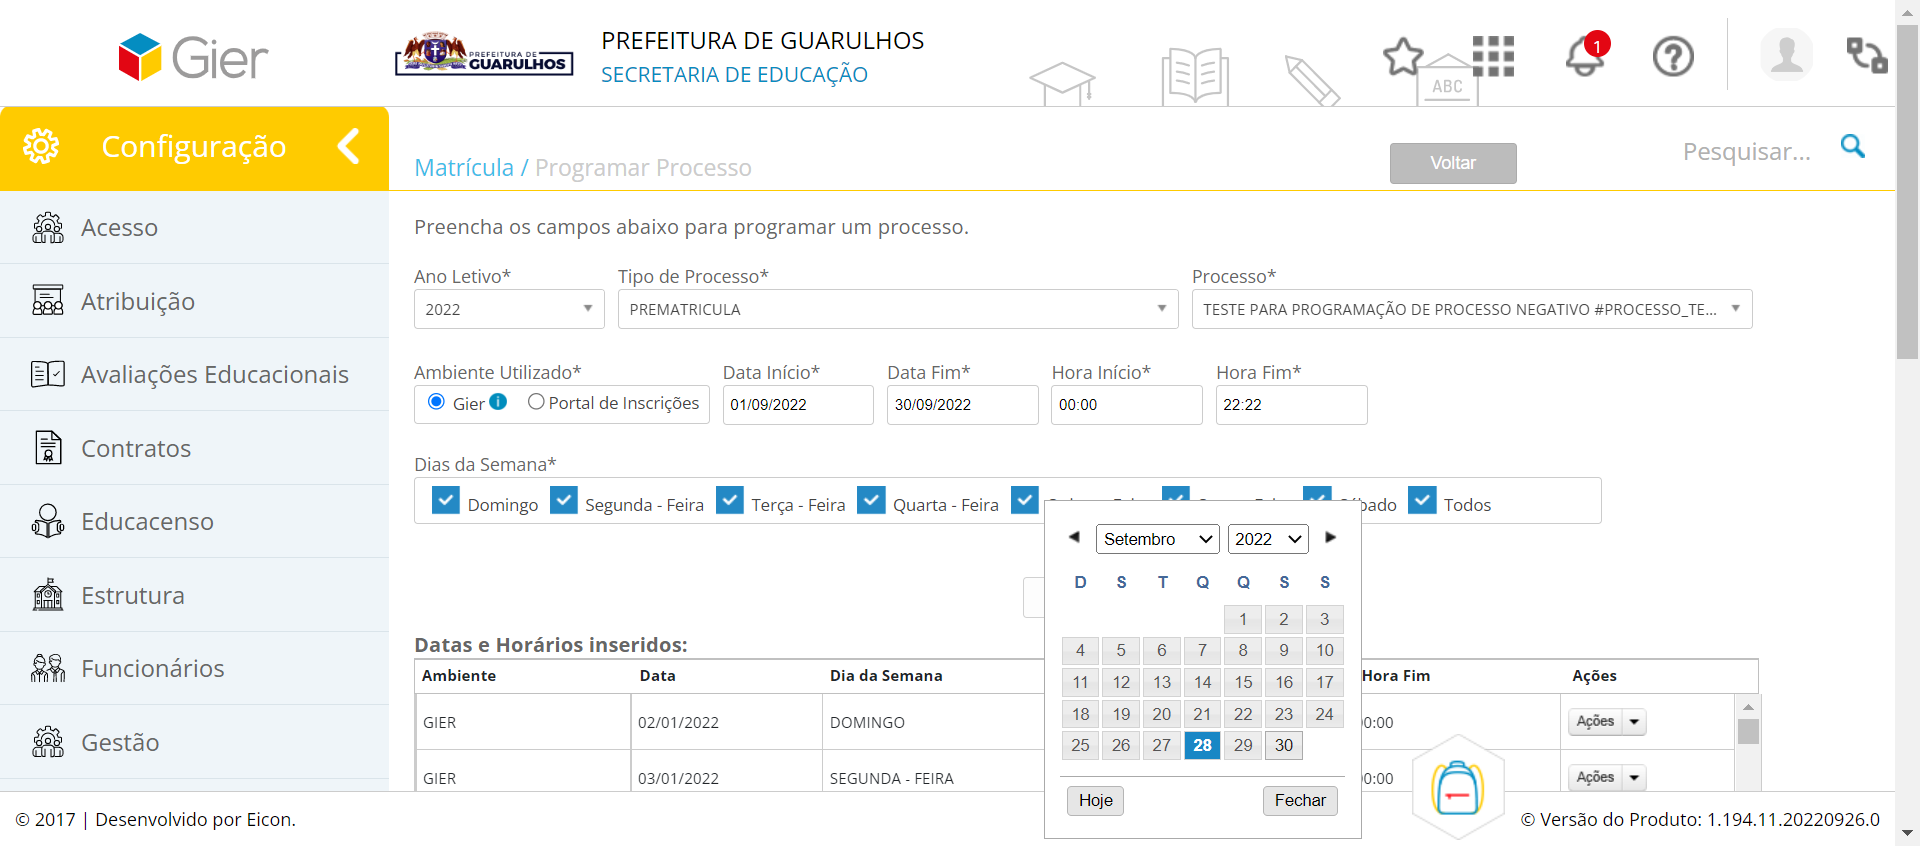 Gier
PREFEITURA DE
GUARULHOS
PREFEITURA DE GUARULHOS
SECRETARIA DE EDUCAÇÃO
ABC
1
Configuração
Matrícula / Programar Processo
Voltar
Pesquisar...
Acesso
Atribuição
Avaliações Educacionais
Contratos
Educacenso
Estrutura
Funcionários
Gestão
Preencha os campos abaixo para programar um processo.
Ano Letivo* Tipo de Processo* Processo*
2022 PREMATRICULA TESTE PARA PROGRAMAÇÃO DE PROCESSO NEGATIVO #PROCESSO_TE...
Ambiente Utilizado* Data Início* Data Fim* Hora Início* Hora Fim*
Gier i Portal de Inscrições 01/09/2022 30/09/2022 00:00 22:22
Dias da Semana*
Domingo Segunda - Feira Terça - Feira Quarta - Feira Todos
Setembro 2022
D S T Q Q S S
1 2 3
4 5 6 7 8 9 10
11 12 13 14 15 16 17
18 19 20 21 22 23 24
25 26 27 28 29 30
Hoje Fechar
Datas e Horários inseridos:
Ambiente Data Dia da Semana Hora Fim Ações
GIER 02/01/2022 DOMINGO :00 Ações
GIER 03/01/2022 SEGUNDA - FEIRA :00 Ações
© 2017 | Desenvolvido por Eicon.
© Versão do Produto: 1.194.11.20220926.0